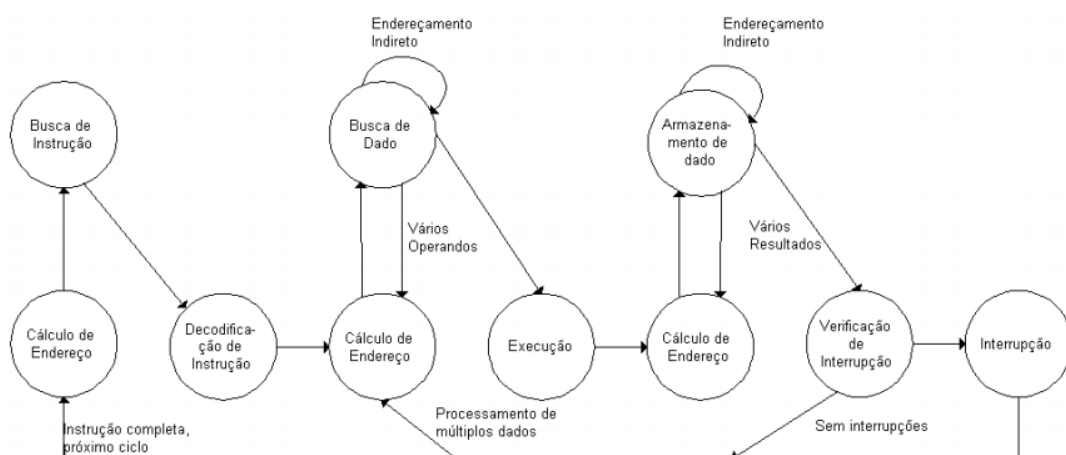 Endereçamento
Indireto
Endereçamento
Indireto
Busca de
Instrução
Busca de
Dado
Armazena-
mento de
dado
Vários
Operandos
Vários
Resultados
Cálculo de
Endereço
Decodifica-
ção de
Instrução
Cálculo de
Endereço
Execução
Cálculo de
Endereço
Verificação
de
Interrupção
Interrupção
Instrução completa,
próximo ciclo
Processamento de
múltiplos dados
Sem interrupções